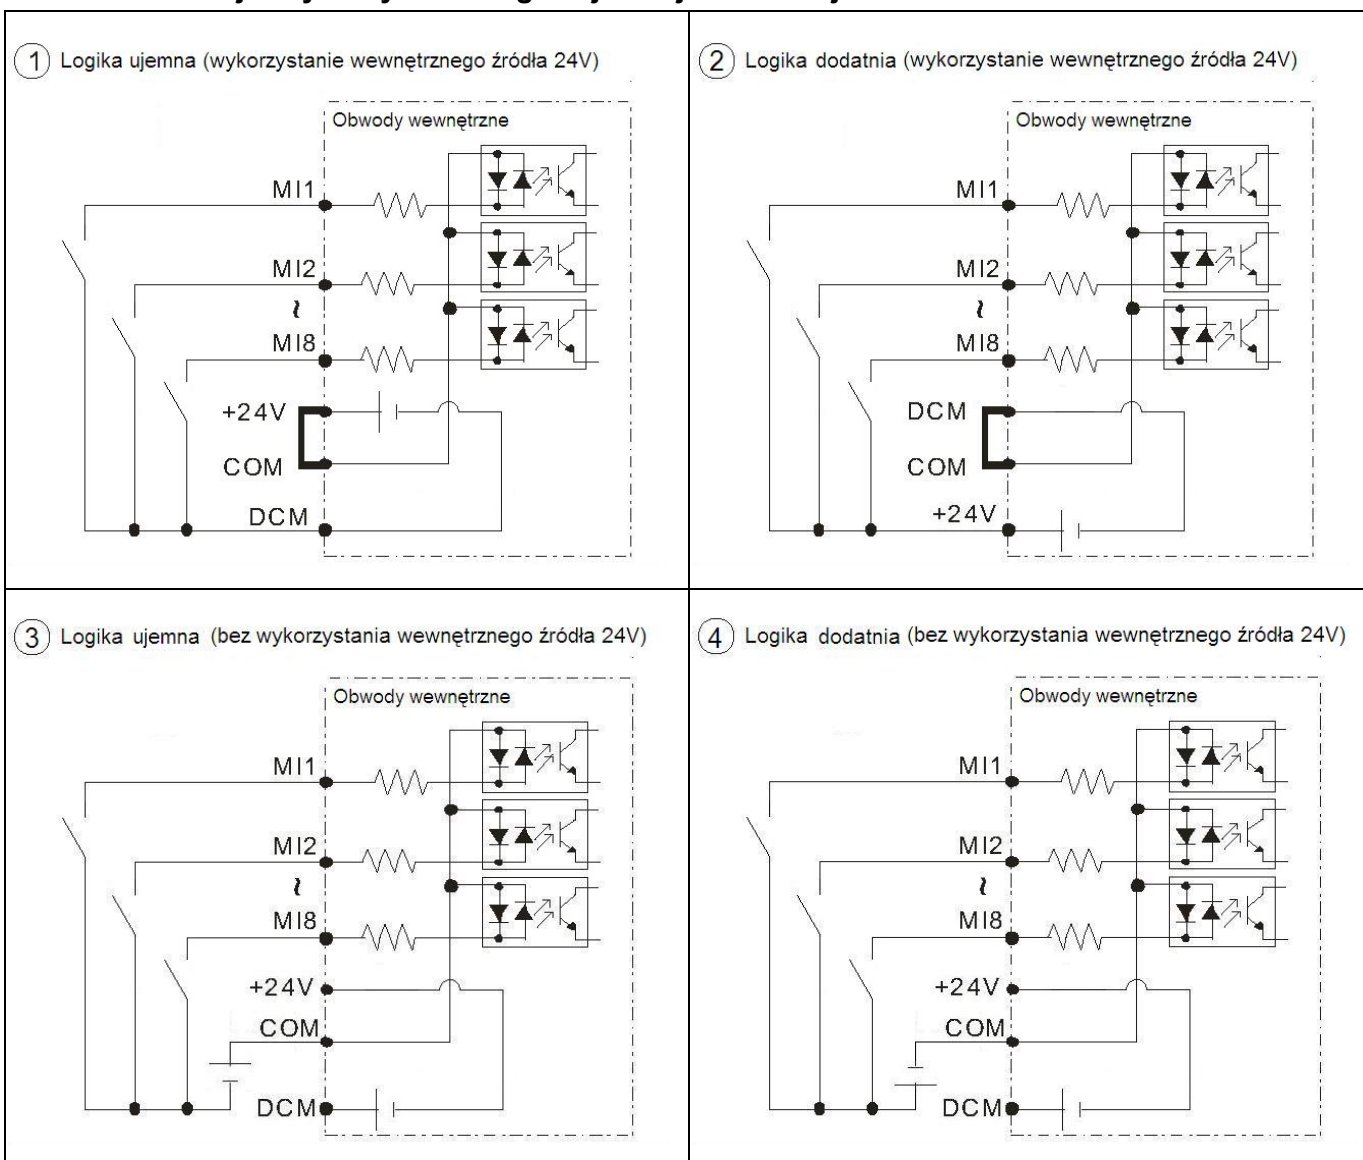 1 Logika ujemna (wykorzystanie wewnętrznego źródła 24V)
Obwody wewnętrzne
MI1
MI2
~
MI8
+24V
COM
DCM
2 Logika dodatnia (wykorzystanie wewnętrznego źródła 24V)
Obwody wewnętrzne
MI1
MI2
~
MI8
DCM
COM
+24V
3 Logika ujemna (bez wykorzystania wewnętrznego źródła 24V)
Obwody wewnętrzne
MI1
MI2
~
MI8
+24V
COM
DCM
4 Logika dodatnia (bez wykorzystania wewnętrznego źródła 24V)
Obwody wewnętrzne
MI1
MI2
~
MI8
+24V
COM
DCM